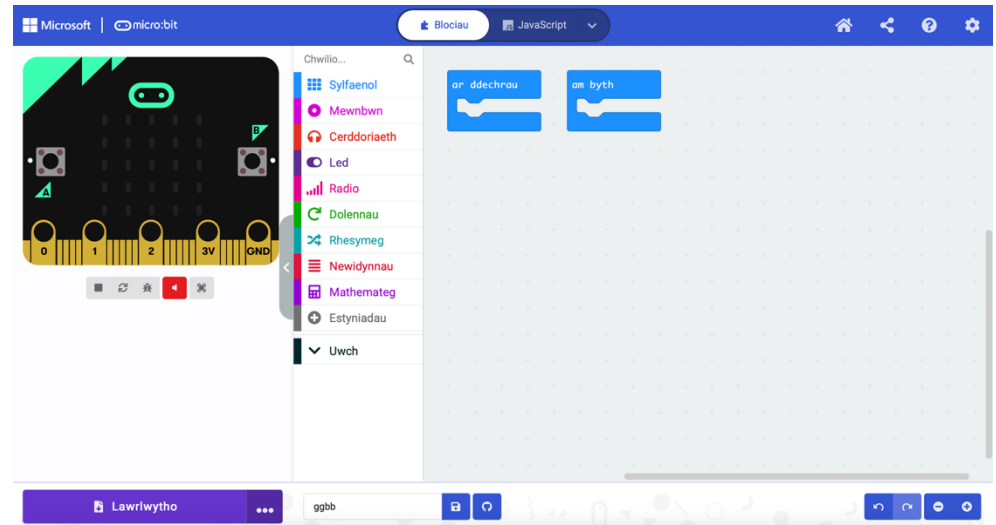 Microsoft | micro:bit
Blociau
JavaScript
Chwilio...
Sylfaenol
Mewnbwn
Cerddoriaeth
Led
Radio
Dolennau
Rhesymeg
Newidynnau
Mathemateg
Estyniadau
Uwch
ar ddechrau
am byth
A
B
0 1 2 3V GND
Lawrlwytho
ggbb